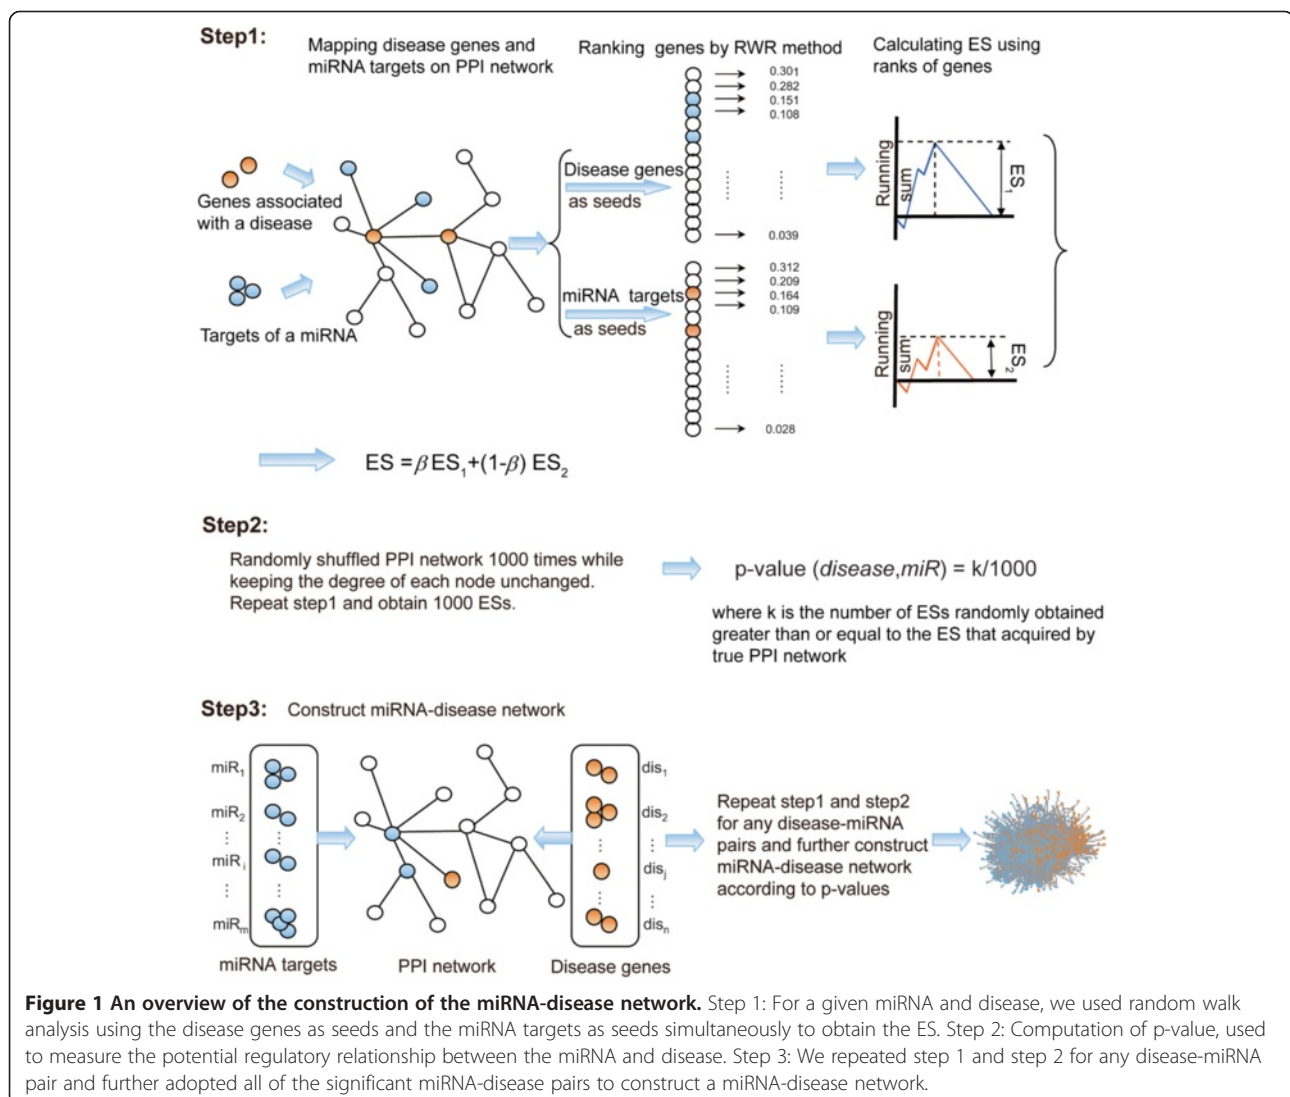 Step1:
Mapping disease genes and
miRNA targets on PPI network
Ranking genes by RWR method
Calculating ES using
ranks of genes
Genes associated
with a disease
Targets of a miRNA
Disease genes
as seeds
miRNA targets
as seeds
0.301
0.282
0.151
0.108
0.039
0.312
0.209
0.164
0.109
0.028
Running
sum
ES1
Running
sum
ES2
ES =βES1+(1-β) ES2
Step2:
Randomly shuffled PPI network 1000 times while
keeping the degree of each node unchanged.
Repeat step1 and obtain 1000 ESs.
p-value (disease,miR) = k/1000
where k is the number of ESs randomly obtained
greater than or equal to the ES that acquired by
true PPI network
Step3: Construct miRNA-disease network
miR1
miR2
miRi
miRm
miRNA targets
PPI network
dis1
dis2
disj
disn
Disease genes
Repeat step1 and step2
for any disease-miRNA
pairs and further construct
miRNA-disease network
according to p-values
Figure 1 An overview of the construction of the miRNA-disease network. Step 1: For a given miRNA and disease, we used random walk
analysis using the disease genes as seeds and the miRNA targets as seeds simultaneously to obtain the ES. Step 2: Computation of p-value, used
to measure the potential regulatory relationship between the miRNA and disease. Step 3: We repeated step 1 and step 2 for any disease-miRNA
pair and further adopted all of the significant miRNA-disease pairs to construct a miRNA-disease network.